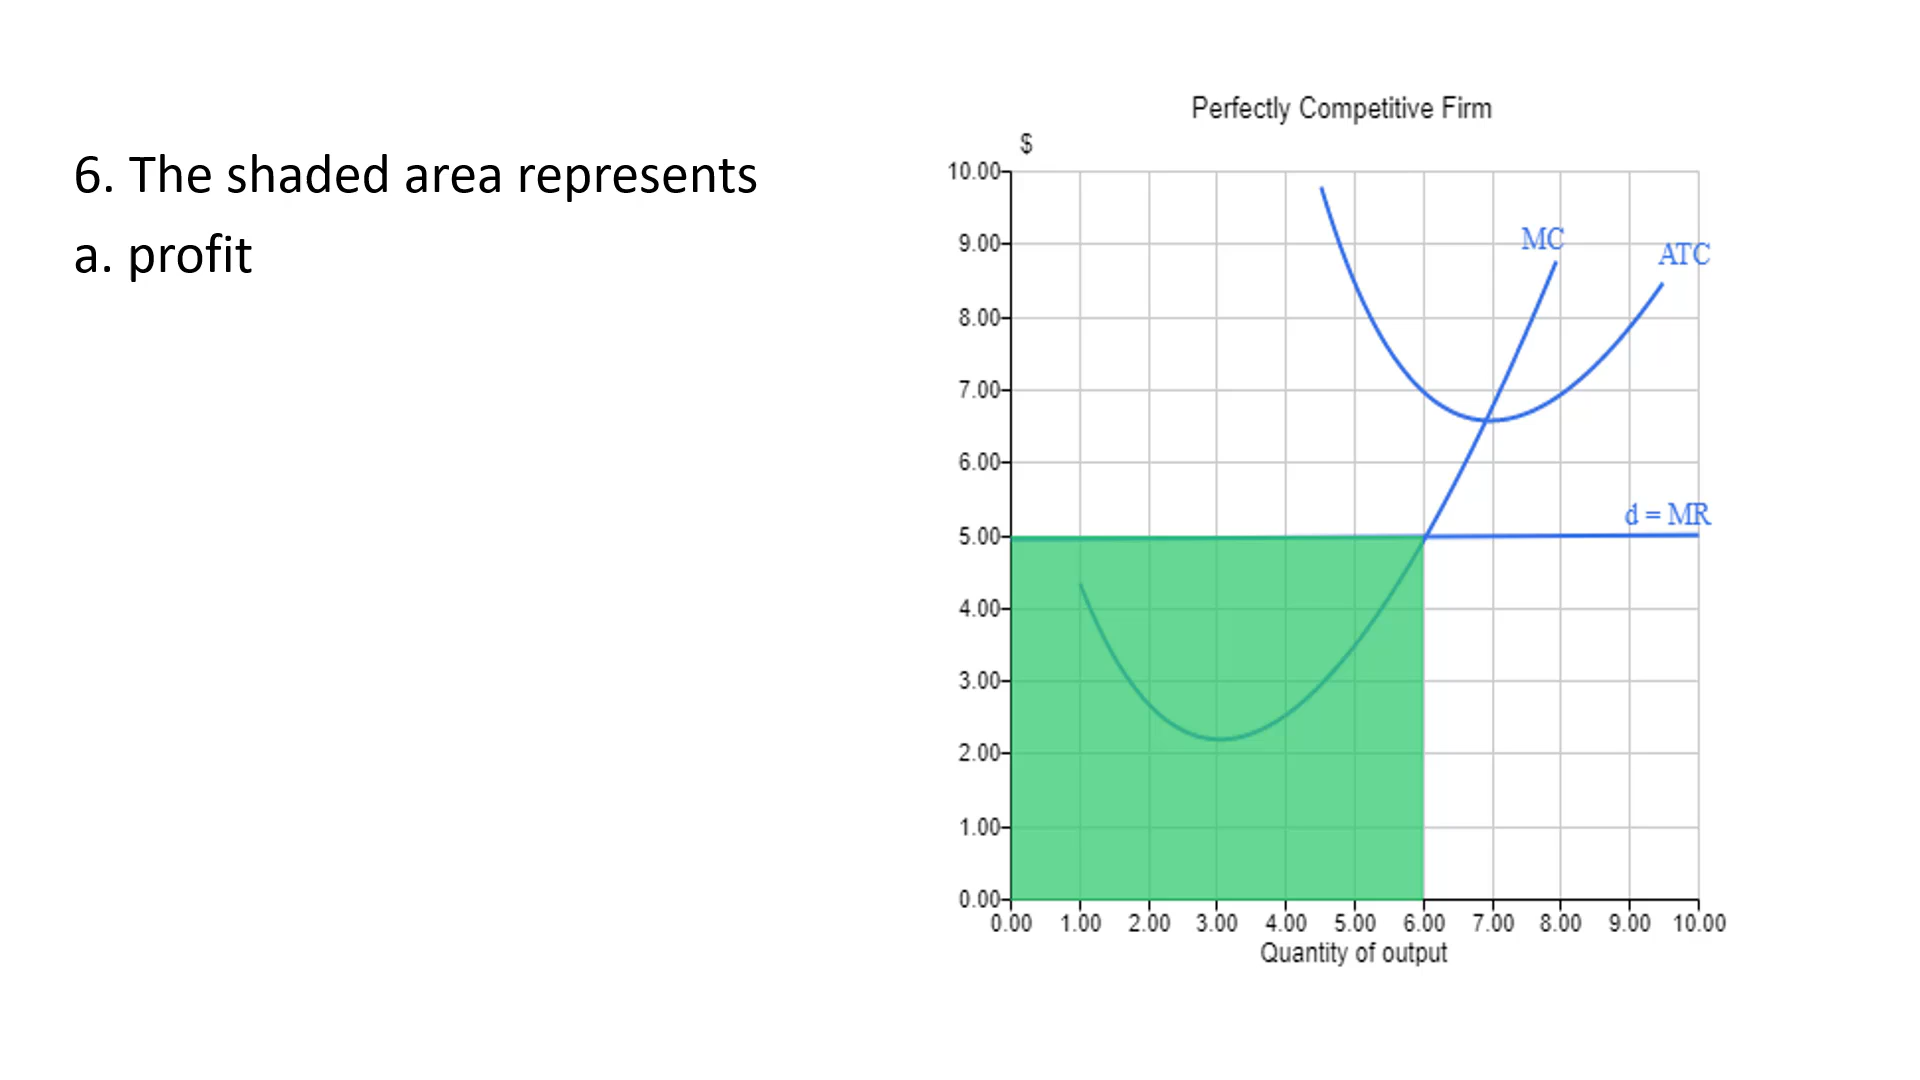 6. The shaded area represents
a. profit
Perfectly Competitive Firm
$
10.00
9.00
8.00
7.00
6.00
5.00
4.00
3.00
2.00
1.00
0.00
MC
ATC
d = MR
0.00 1.00 2.00 3.00 4.00 5.00 6.00 7.00 8.00 9.00 10.00
Quantity of output